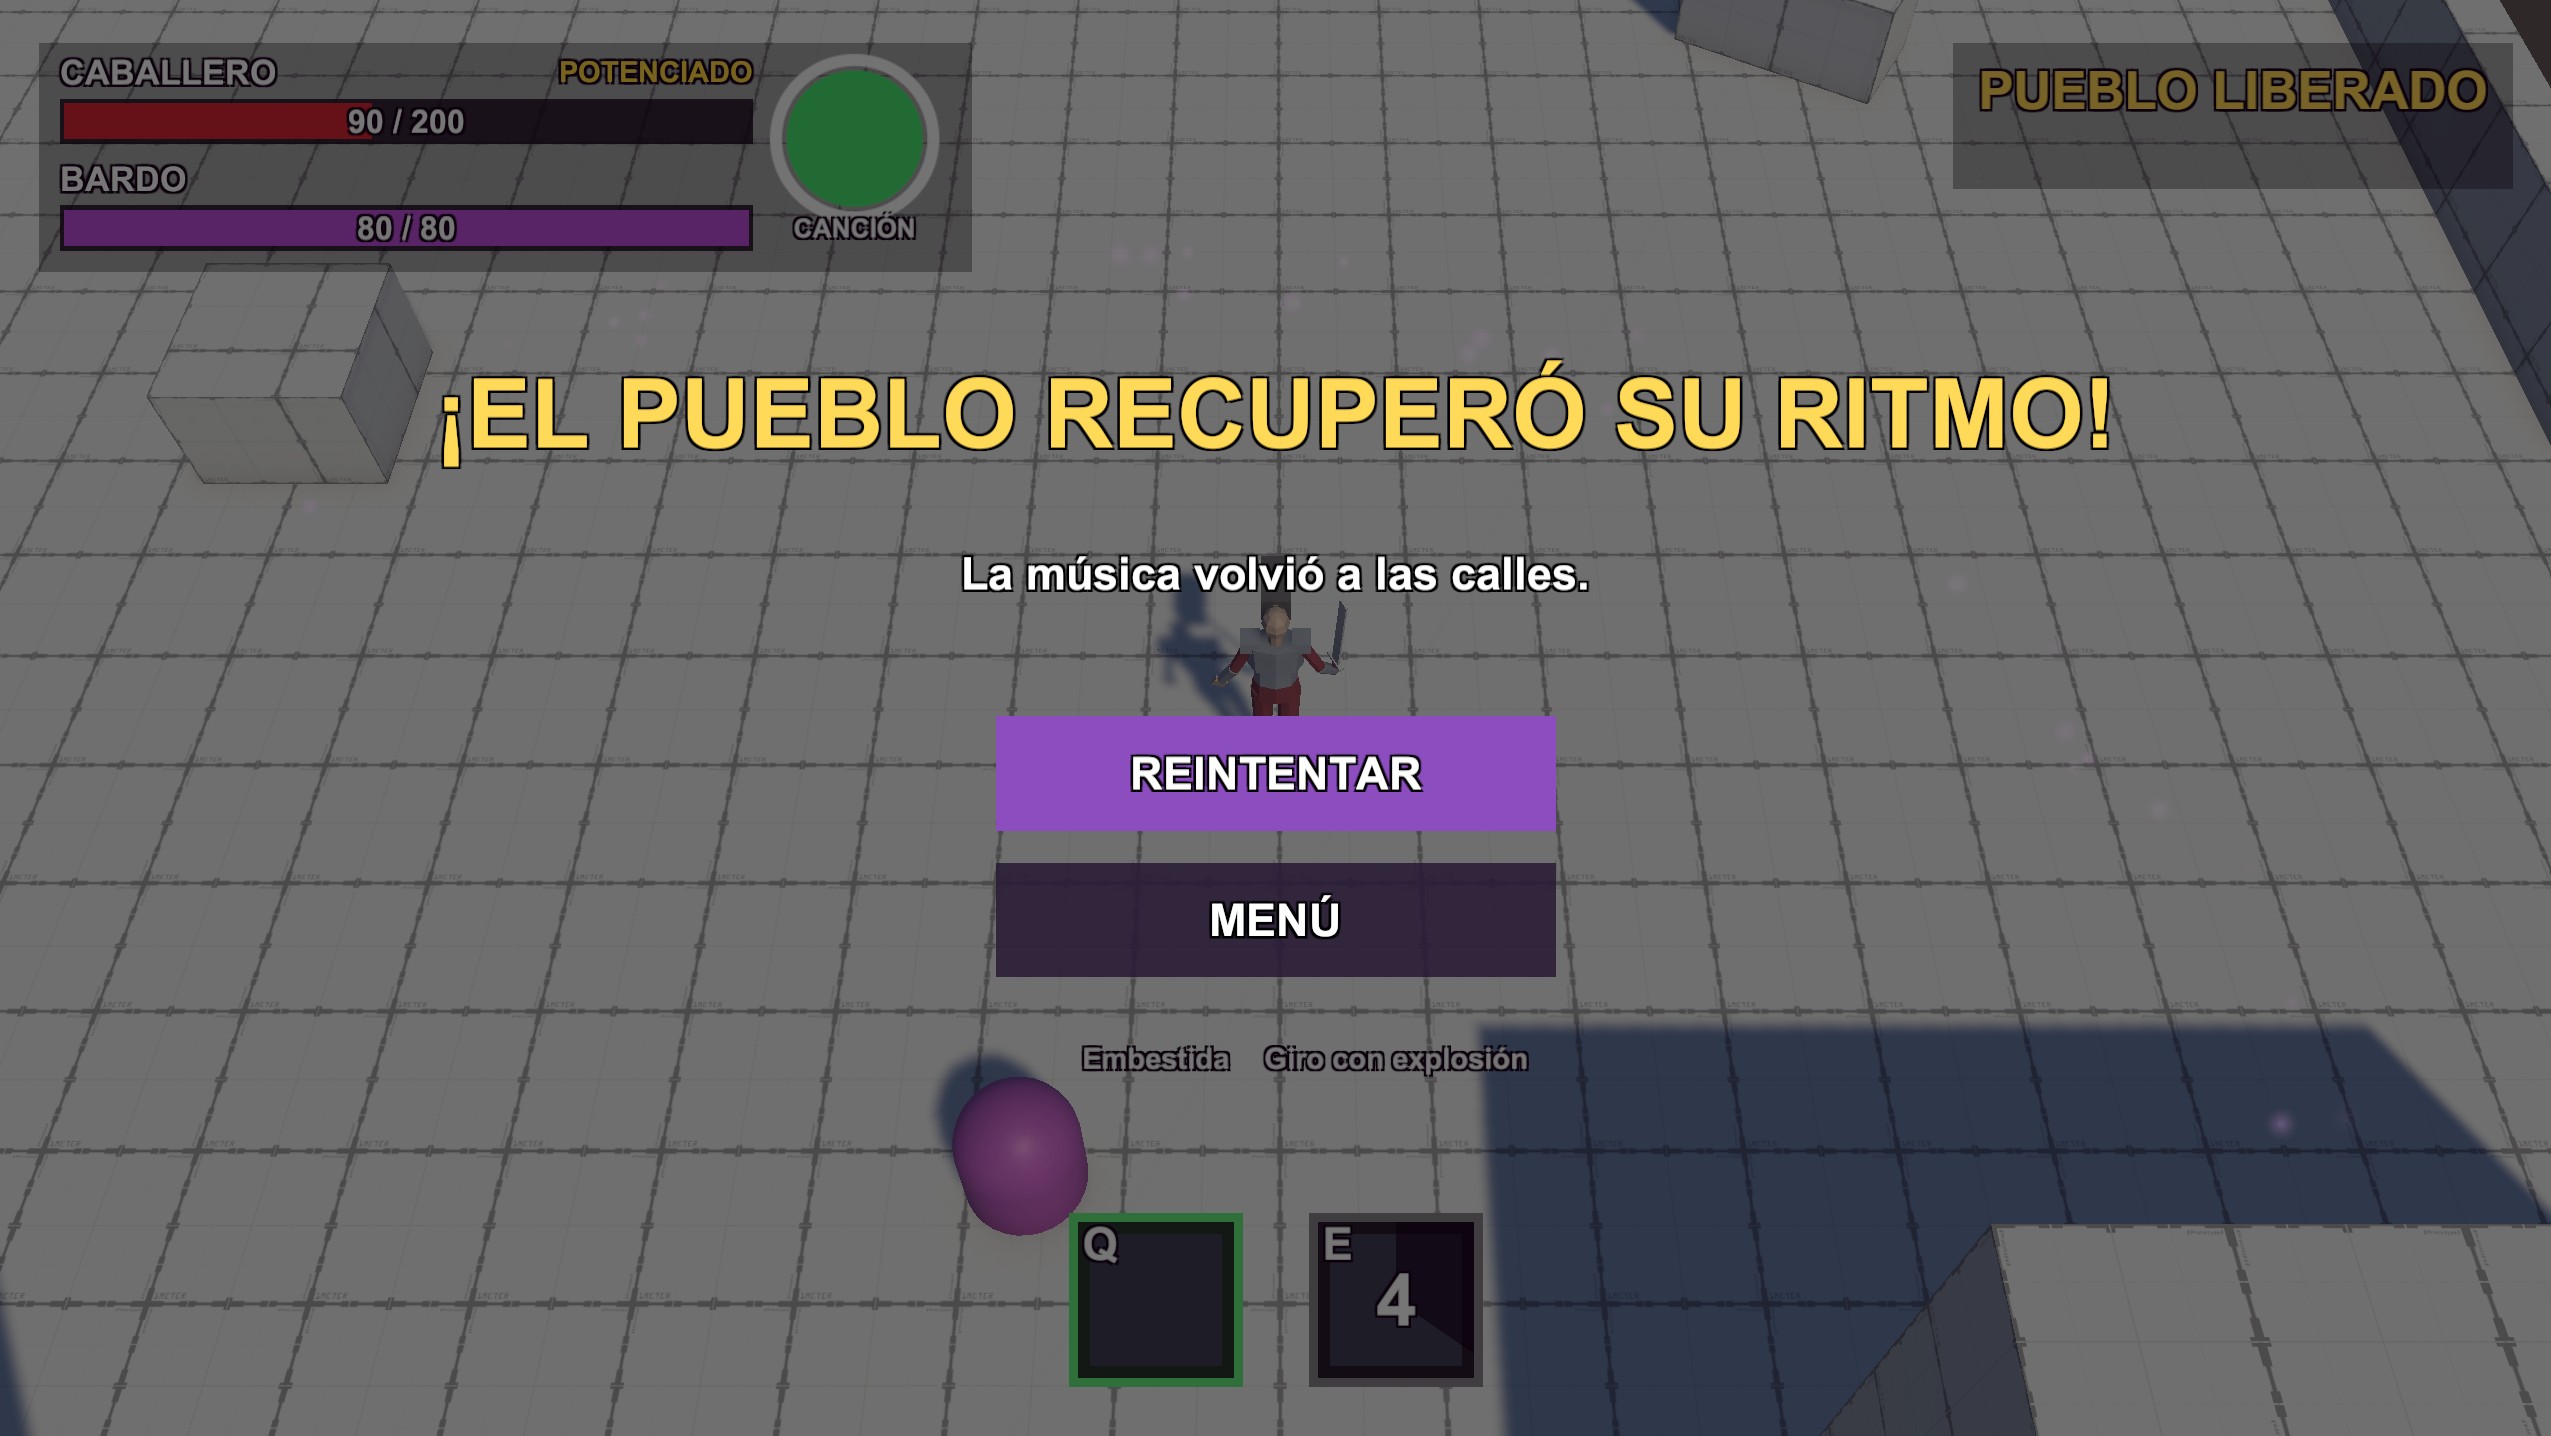 CABALLERO POTENCIADO
90 / 200
BARDO
80 / 80
CANCIÓN
PUEBLO LIBERADO
¡EL PUEBLO RECUPERÓ SU RITMO!
La música volvió a las calles.
REINTENTAR
MENÚ
Embestida Giro con explosión
Q E
4